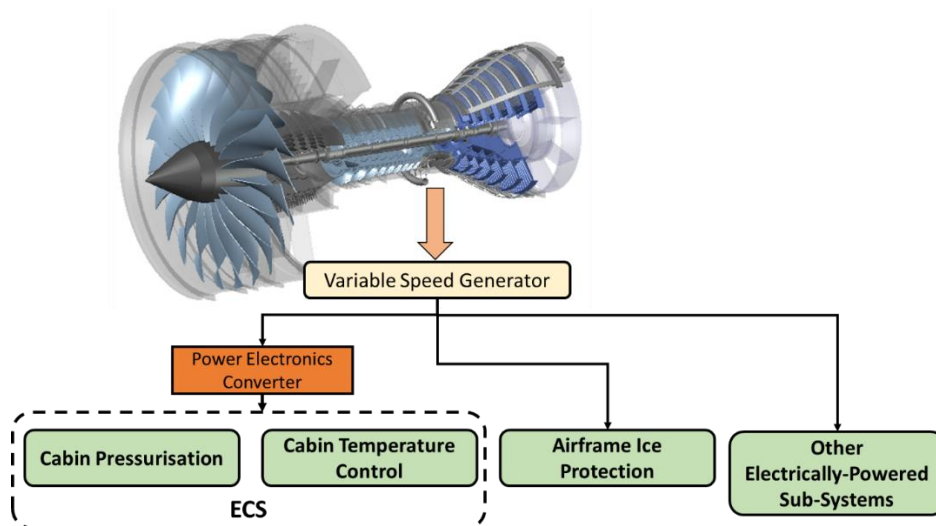 Variable Speed Generator
Power Electronics
Converter
Cabin Pressurisation
Cabin Temperature
Control
Airframe Ice
Protection
Other
Electrically-Powered
Sub-Systems
ECS